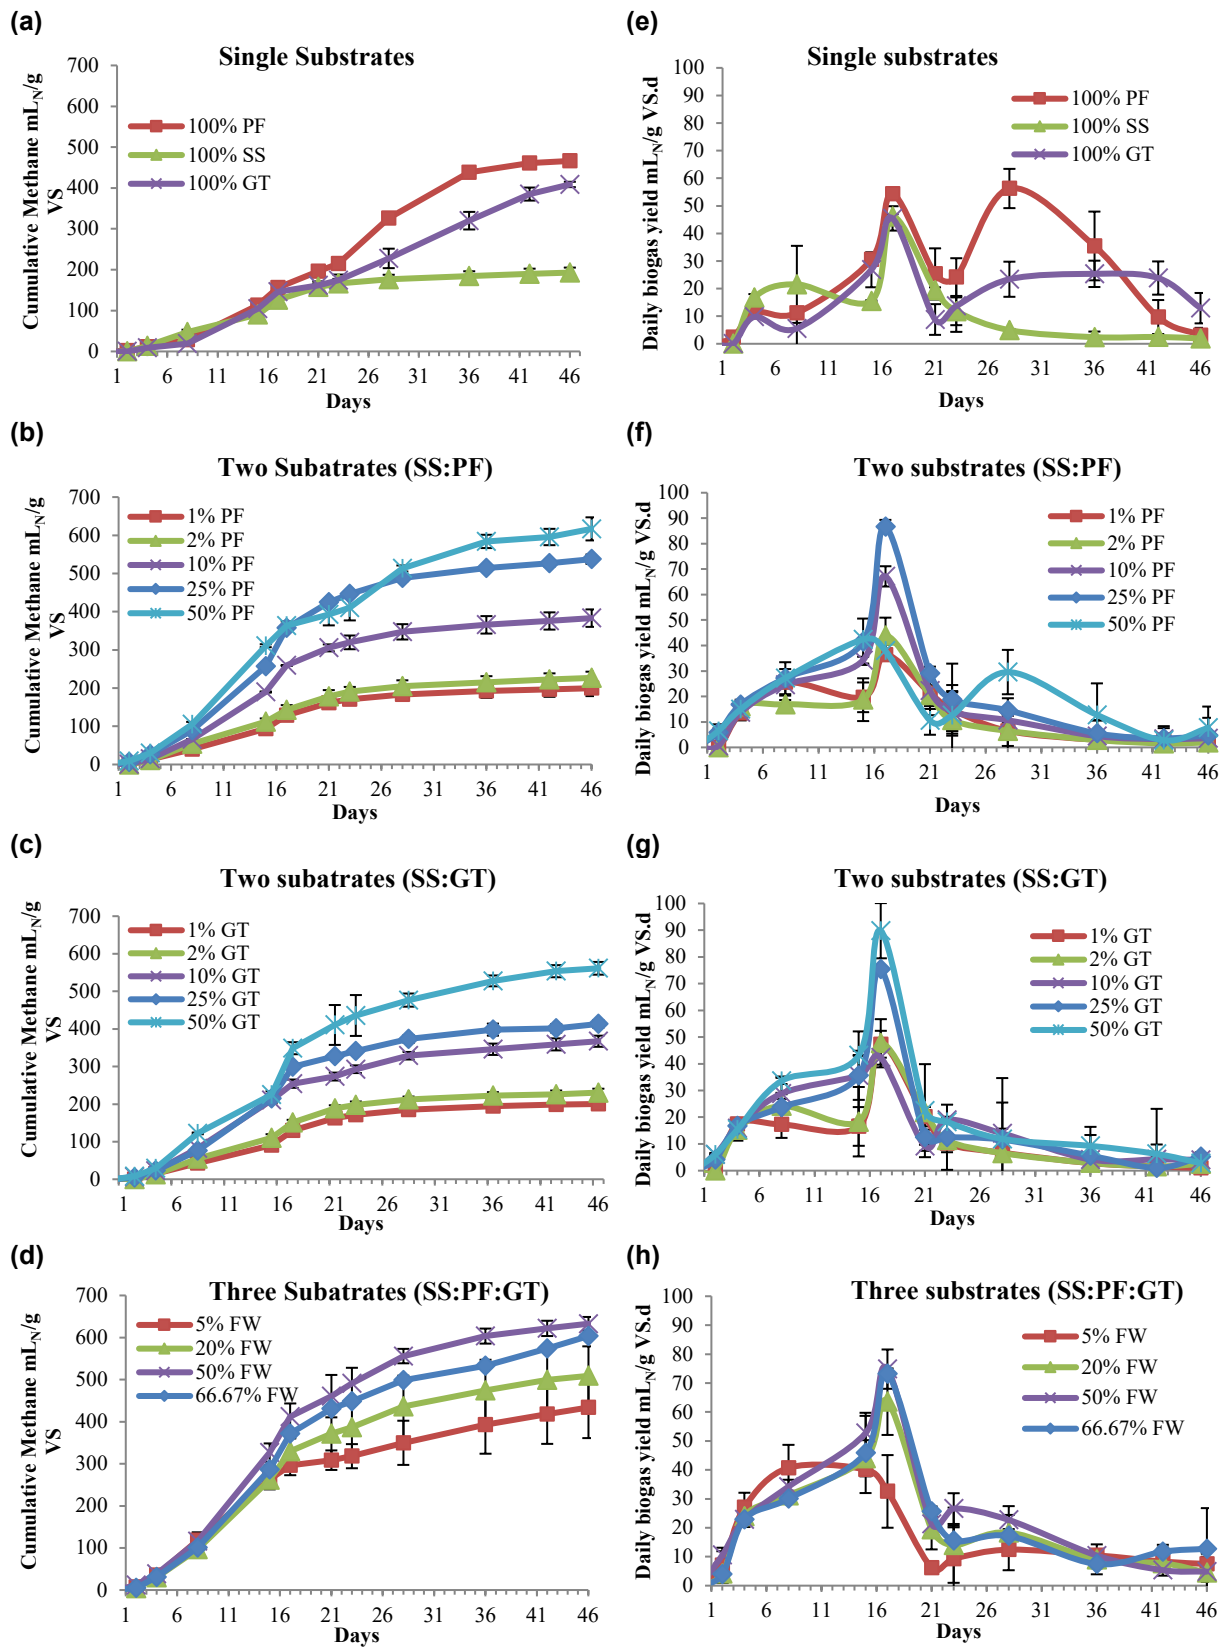 (a)
Single Substrates
Cumulative Methane mLN/g
VS
700
600
500
400
300
200
100
0
100% PF
100% SS
100% GT
1 6 11 16 21 26 31 36 41 46
Days
(e)
Single substrates
Daily biogas yield mLN/g VS.d
100
90
80
70
60
50
40
30
20
10
0
100% PF
100% SS
100% GT
1 6 11 16 21 26 31 36 41 46
Days
(b)
Two Subatrates (SS:PF)
Cumulative Methane mLN/g
VS
700
600
500
400
300
200
100
0
1% PF
2% PF
10% PF
25% PF
50% PF
1 6 11 16 21 26 31 36 41 46
Days
(f)
Two substrates (SS:PF)
Daily biogas yield mLN/g VS.d
100
90
80
70
60
50
40
30
20
10
0
1% PF
2% PF
10% PF
25% PF
50% PF
1 6 11 16 21 26 31 36 41 46
Days
(c)
Two subatrates (SS:GT)
Cumulative Methane mLN/g
VS
700
600
500
400
300
200
100
0
1% GT
2% GT
10% GT
25% GT
50% GT
1 6 11 16 21 26 31 36 41 46
Days
(g)
Two substrates (SS:GT)
Daily biogas yield mLN/g VS.d
100
90
80
70
60
50
40
30
20
10
0
1% GT
2% GT
10% GT
25% GT
50% GT
1 6 11 16 21 26 31 36 41 46
Days
(d)
Three Subatrates (SS:PF:GT)
Cumulative Methane mLN/g
VS
700
600
500
400
300
200
100
0
5% FW
20% FW
50% FW
66.67% FW
1 6 11 16 21 26 31 36 41 46
Days
(h)
Three substrates (SS:PF:GT)
Daily biogas yield mLN/g VS.d
100
90
80
70
60
50
40
30
20
10
0
5% FW
20% FW
50% FW
66.67% FW
1 6 11 16 21 26 31 36 41 46
Days